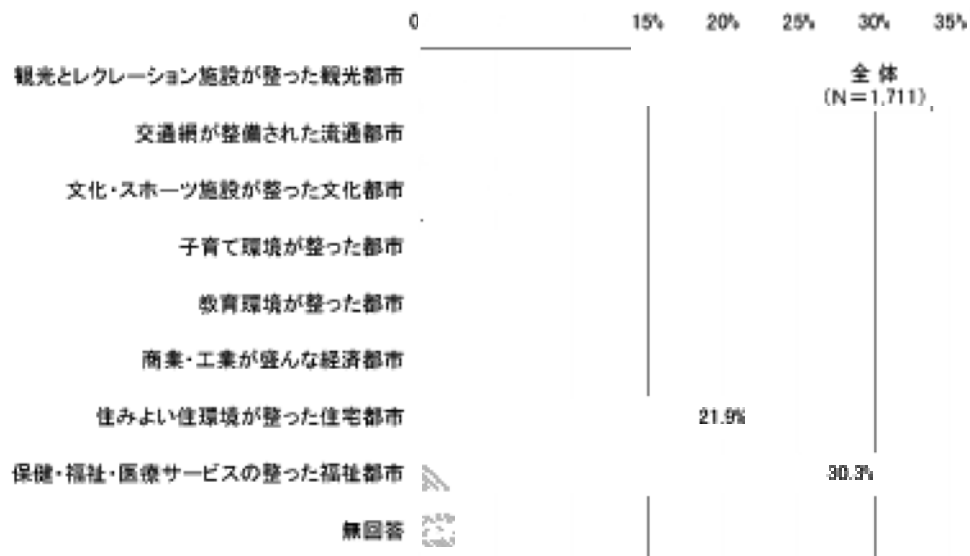 0 15% 20% 25% 30% 35%
観光とレクレーション施設が整った観光都市
全 体
(N=1,711)
交通網が整備された流通都市
文化・スポーツ施設が整った文化都市
子育て環境が整った都市
教育環境が整った都市
商業・工業が盛んな経済都市
住みよい住環境が整った住宅都市 21.9%
保健・福祉・医療サービスの整った福祉都市 30.3%
無回答